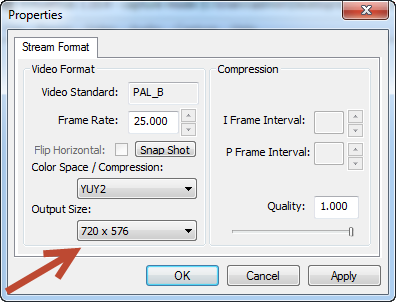 Properties
Stream Format
Video Format
Video Standard: PAL_B
Frame Rate: 25.000
Flip Horizontal: Snap Shot
Color Space / Compression:
YUY2
Output Size:
720 x 576
Compression
I Frame Interval:
P Frame Interval:
Quality: 1.000
OK Cancel Apply